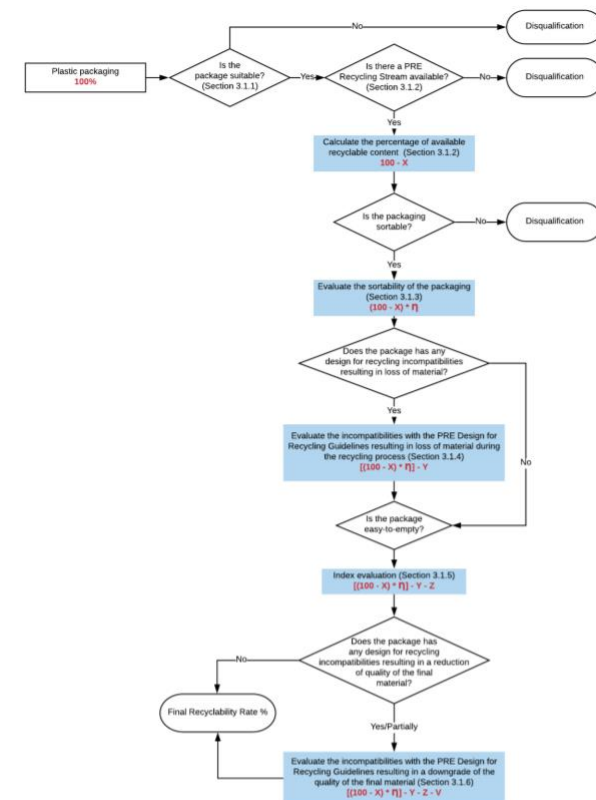 No
Disqualification
Is the
package suitable?
(Section 3.1.1)
Is there a PRE
Recycling Stream available?
(Section 3.1.2)
Plastic packaging
100%
Yes
No
Disqualification
Yes
Calculate the percentage of available
recyclable content (Section 3.1.2)
100 - X
Is the packaging
sortable?
No
Disqualification
Yes
Evaluate the sortability of the packaging
(Section 3.1.3)
(100 - X) * η
Does the package has any
design for recycling incompatibilities
resulting in loss of material?
Yes
Evaluate the incompatibilities with the PRE Design for
Recycling Guidelines resulting in loss of material during
the recycling process (Section 3.1.4)
[(100 - X) * η] - Y
No
Is the package
easy-to-empty?
Index evaluation (Section 3.1.5)
[(100 - X) * η] - Y - Z
Does the package has
any design for recycling
incompatibilities resulting in a reduction
of quality of the final
material?
No
Final Recyclability Rate %
Yes/Partially
Evaluate the incompatibilities with the PRE Design for
Recycling Guidelines resulting in a downgrade of the
quality of the final material (Section 3.1.6)
[(100 - X) * η] - Y - Z - V